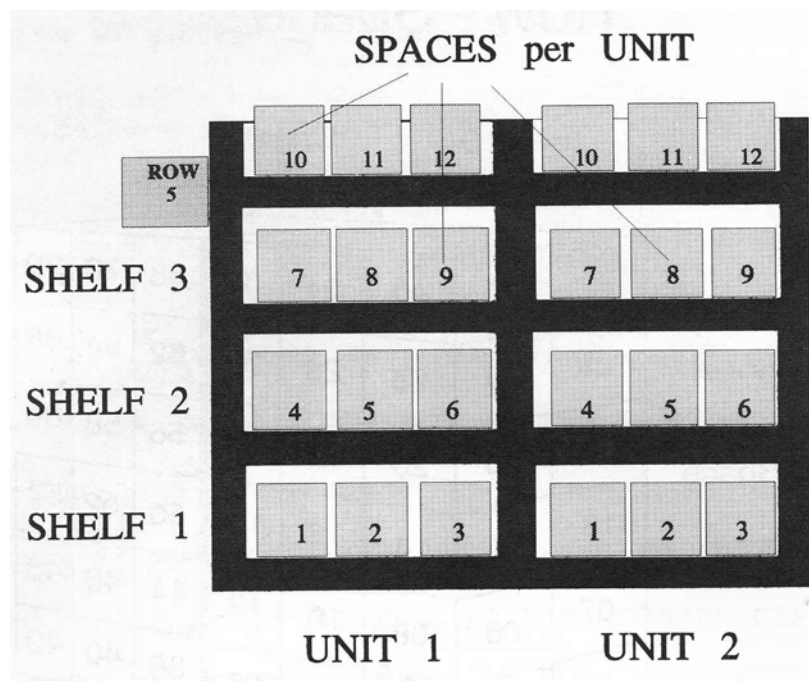 SPACES per UNIT
10 11 12 10 11 12
ROW
5
SHELF 3 7 8 9 7 8 9
SHELF 2 4 5 6 4 5 6
SHELF 1 1 2 3 1 2 3
UNIT 1 UNIT 2